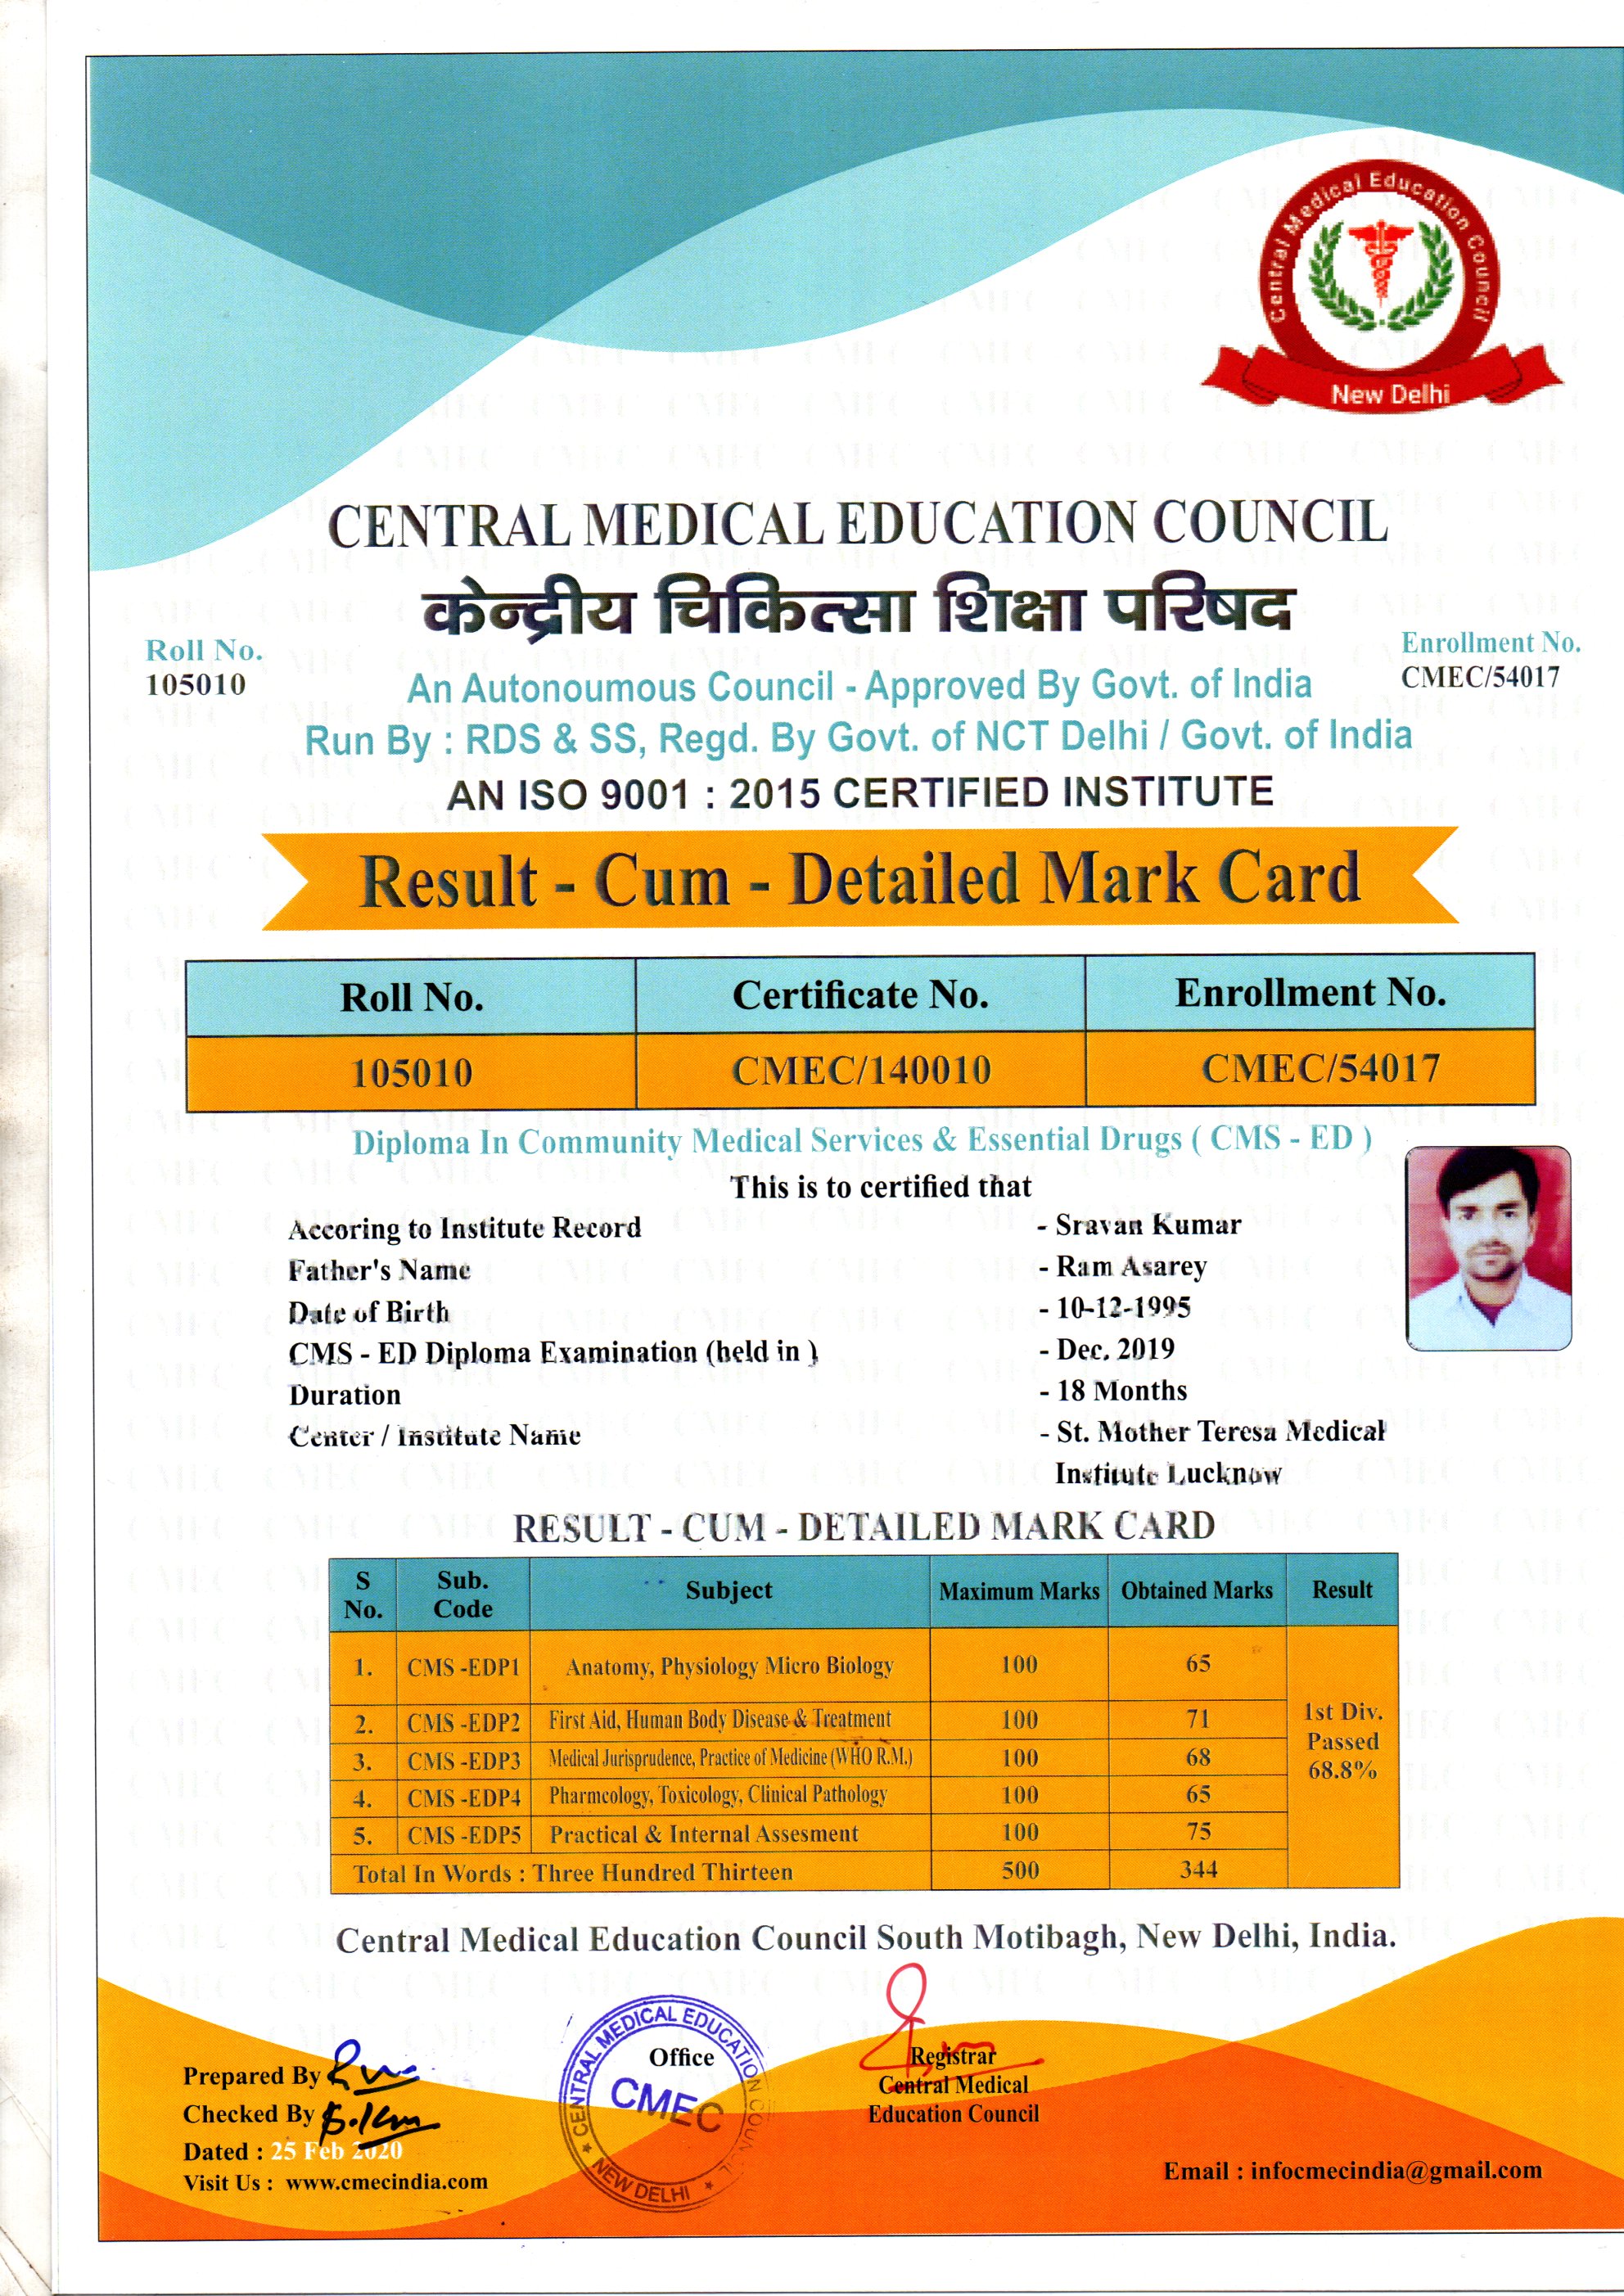 Central Medical Education Council
New Delhi
CENTRAL MEDICAL EDUCATION COUNCIL
केन्द्रीय चिकित्सा शिक्षा परिषद
Roll No.
105010
Enrollment No.
CMEC/54017
An Autonoumous Council - Approved By Govt. of India
Run By : RDS & SS, Regd. By Govt. of NCT Delhi / Govt. of India
AN ISO 9001 : 2015 CERTIFIED INSTITUTE
Result - Cum - Detailed Mark Card
Roll No. Certificate No. Enrollment No.
105010 CMEC/140010 CMEC/54017
Diploma In Community Medical Services & Essential Drugs ( CMS - ED )
This is to certified that
Accoring to Institute Record - Sravan Kumar
Father's Name - Ram Asarey
Date of Birth - 10-12-1995
CMS - ED Diploma Examination (held in ) - Dec. 2019
Duration - 18 Months
Center / Institute Name - St. Mother Teresa Medical
Institute Lucknow
RESULT - CUM - DETAILED MARK CARD
S No. Sub. Code Subject Maximum Marks Obtained Marks Result
1. CMS -EDP1 Anatomy, Physiology Micro Biology 100 65
2. CMS -EDP2 First Aid, Human Body Disease & Treatment 100 71
3. CMS -EDP3 Medical Jurisprudence, Practice of Medicine (WHO R.M.) 100 68
4. CMS -EDP4 Pharmcology, Toxicology, Clinical Pathology 100 65
5. CMS -EDP5 Practical & Internal Assesment 100 75
1st Div.
Passed
68.8%
Total In Words : Three Hundred Thirteen 500 344
Central Medical Education Council South Motibagh, New Delhi, India.
Prepared By
Checked By
Dated : 25 Feb 2020
Visit Us : www.cmecindia.com
CENTRAL MEDICAL EDUCATION COUNCIL
Office
CMEC
NEW DELHI
Registrar
Central Medical
Education Council
Email : infocmecindia@gmail.com